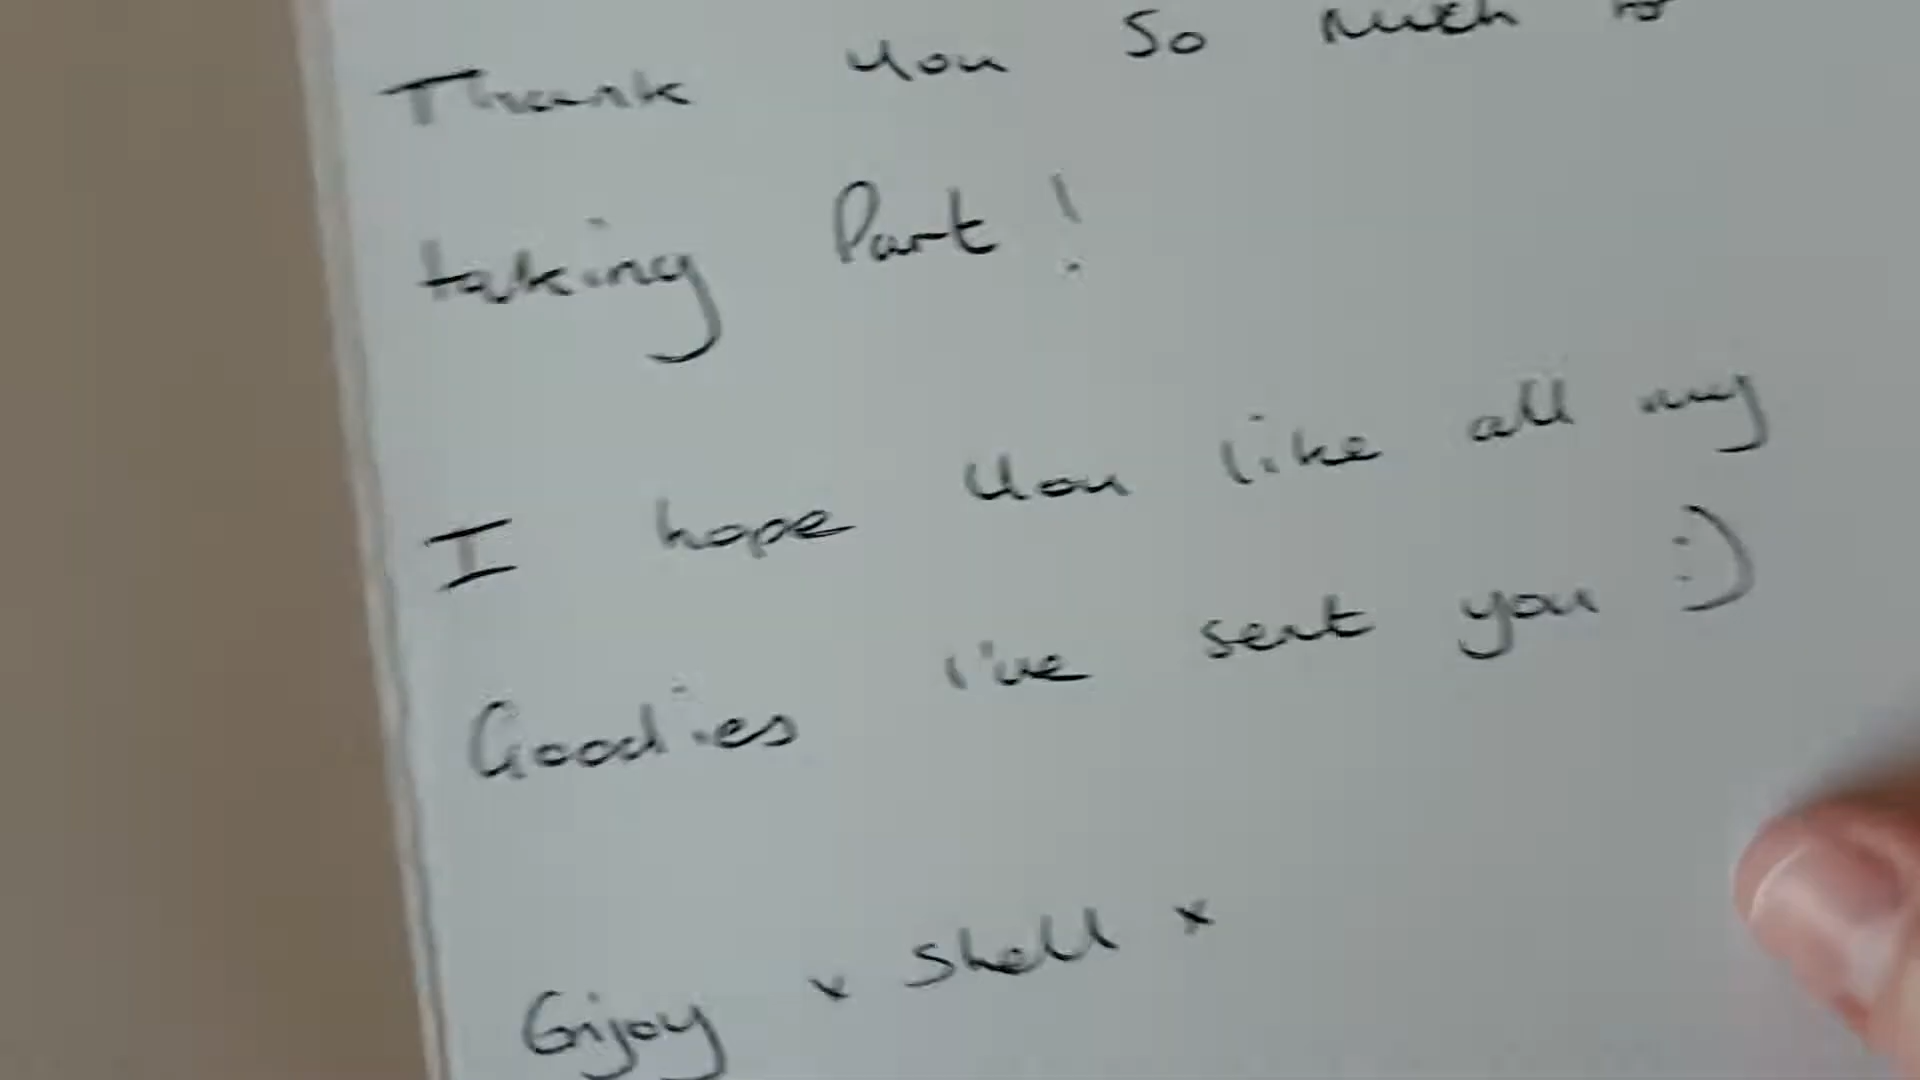 Thank you So much
taking Part!
I hope you like all my
Goodies I've sent you :)
Enjoy x Shell x